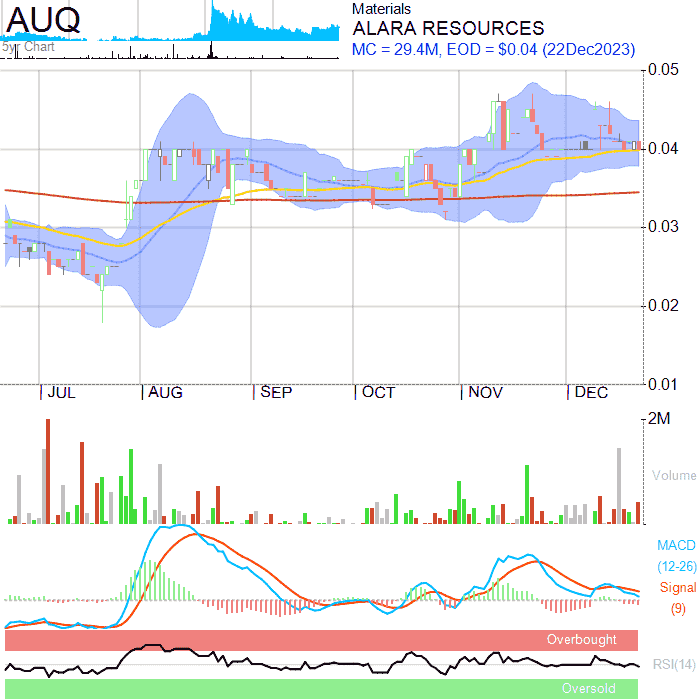 AUQ
5yr Chart
Materials
ALARA RESOURCES
MC = 29.4M, EOD = $0.04 (22Dec2023)
0.05
0.04
0.03
0.02
0.01
JUL AUG SEP OCT NOV DEC
2M
Volume
MACD
(12-26)
Signal
(9)
Overbought
RSI(14)
Oversold